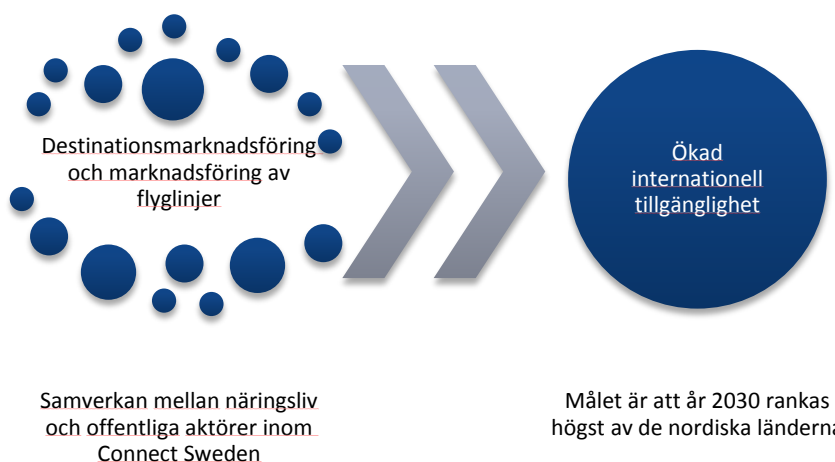 Destinationsmarknadsföring
och marknadsföring av
flyglinjer
Ökad
internationell
tillgänglighet
Samverkan mellan näringsliv
och offentliga aktörer inom
Connect Sweden
Målet är att år 2030 rankas
högst av de nordiska länderna